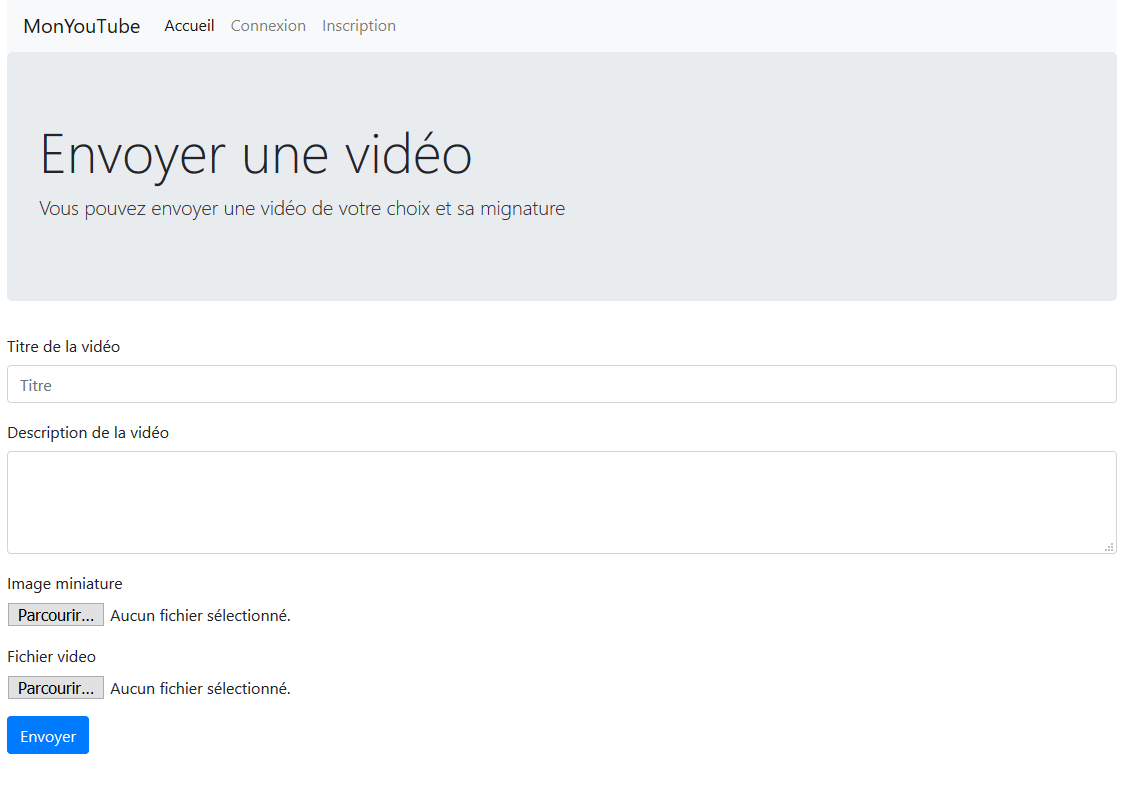 MonYouTube Accueil Connexion Inscription
Envoyer une vidéo
Vous pouvez envoyer une vidéo de votre choix et sa mignature
Titre de la vidéo
Titre
Description de la vidéo
Image miniature
Parcourir... Aucun fichier sélectionné.
Fichier video
Parcourir... Aucun fichier sélectionné.
Envoyer